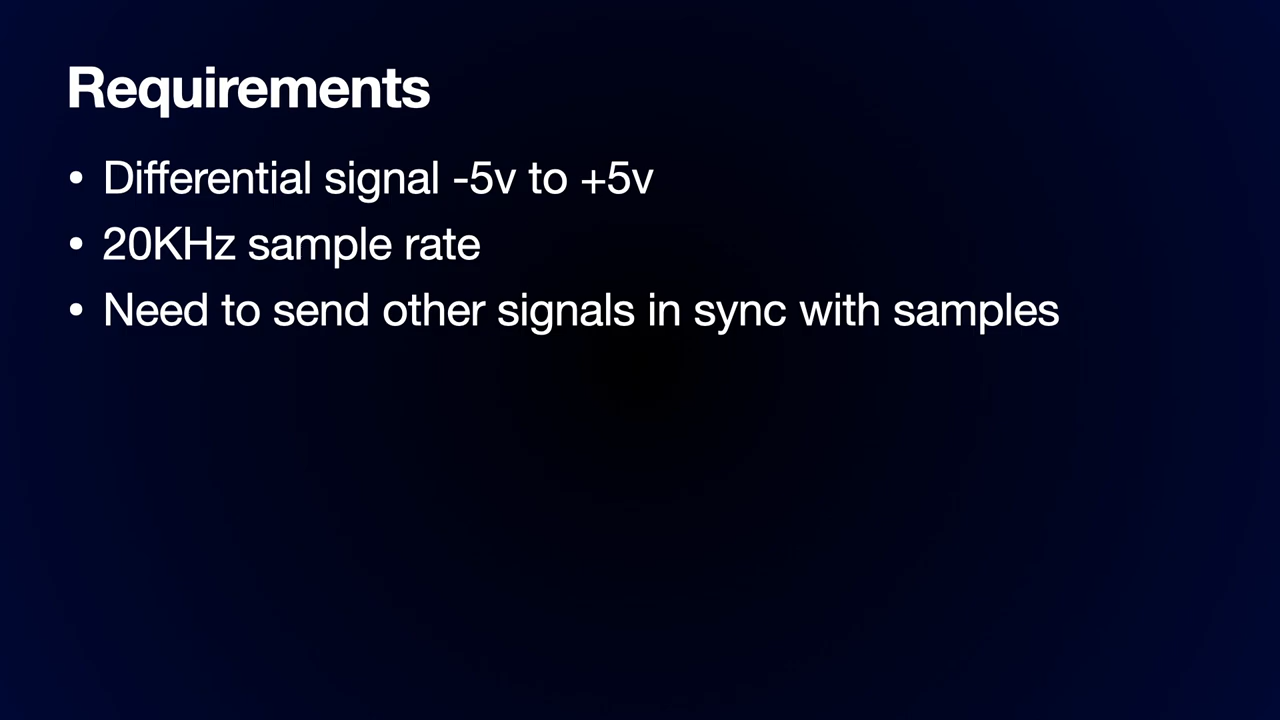 Requirements
• Differential signal -5v to +5v
• 20KHz sample rate
• Need to send other signals in sync with samples